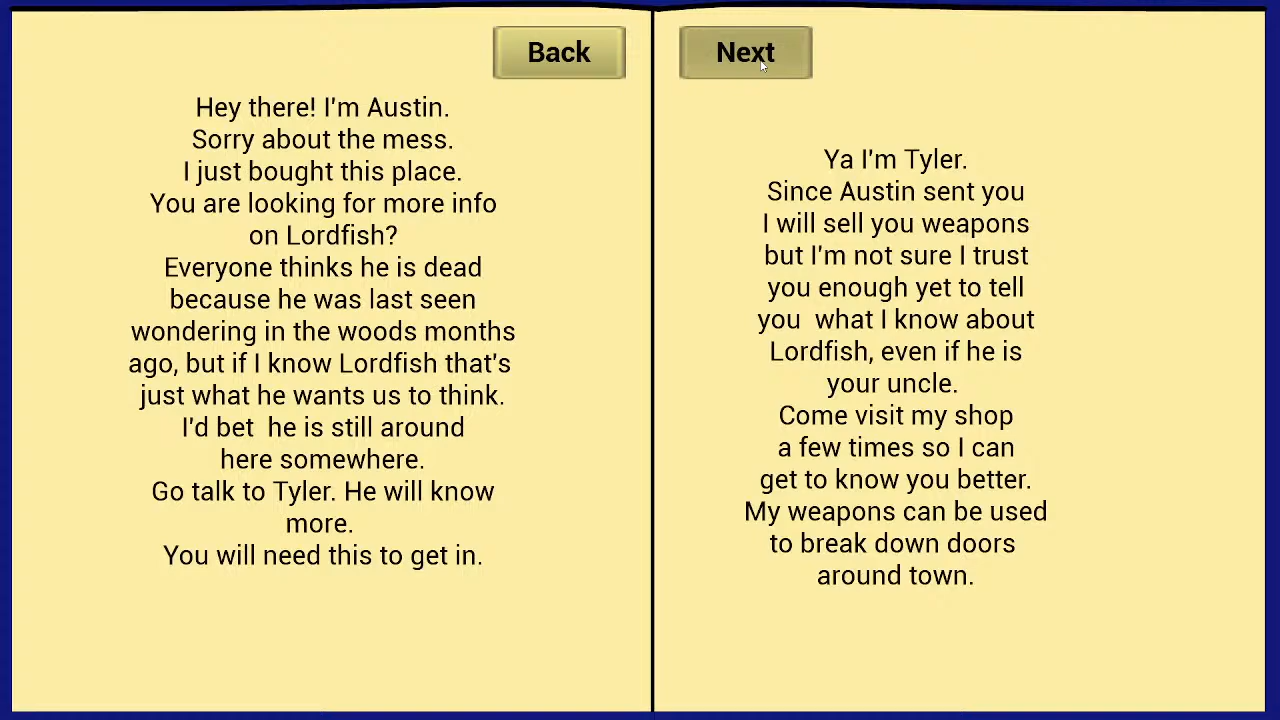 Back
Next
Hey there! I'm Austin.
Sorry about the mess.
I just bought this place.
You are looking for more info
on Lordfish?
Everyone thinks he is dead
because he was last seen
wondering in the woods months
ago, but if I know Lordfish that's
just what he wants us to think.
I'd bet  he is still around
here somewhere.
Go talk to Tyler. He will know
more.
You will need this to get in.
Ya I'm Tyler.
Since Austin sent you
I will sell you weapons
but I'm not sure I trust
you enough yet to tell
you  what I know about
Lordfish, even if he is
your uncle.
Come visit my shop
a few times so I can
get to know you better.
My weapons can be used
to break down doors
around town.